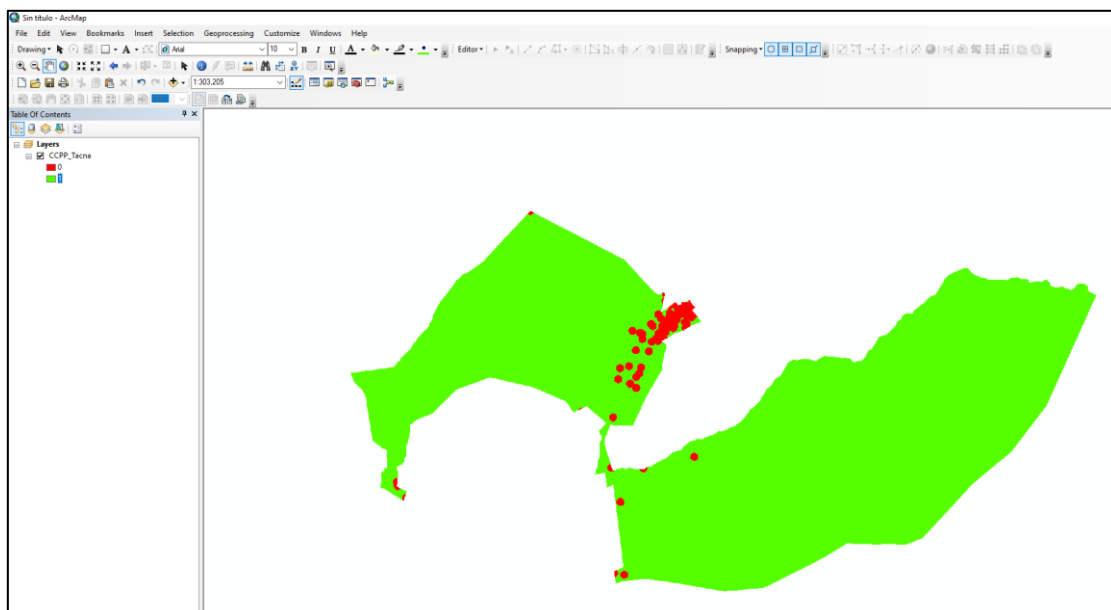 Sin título - ArcMap
File Edit View Bookmarks Insert Selection Geoprocessing Customize Windows Help
Drawing Arial 10 B I U A Editor Snapping
1:303,205
Table Of Contents
Layers
CCPP_Tacna
0
1